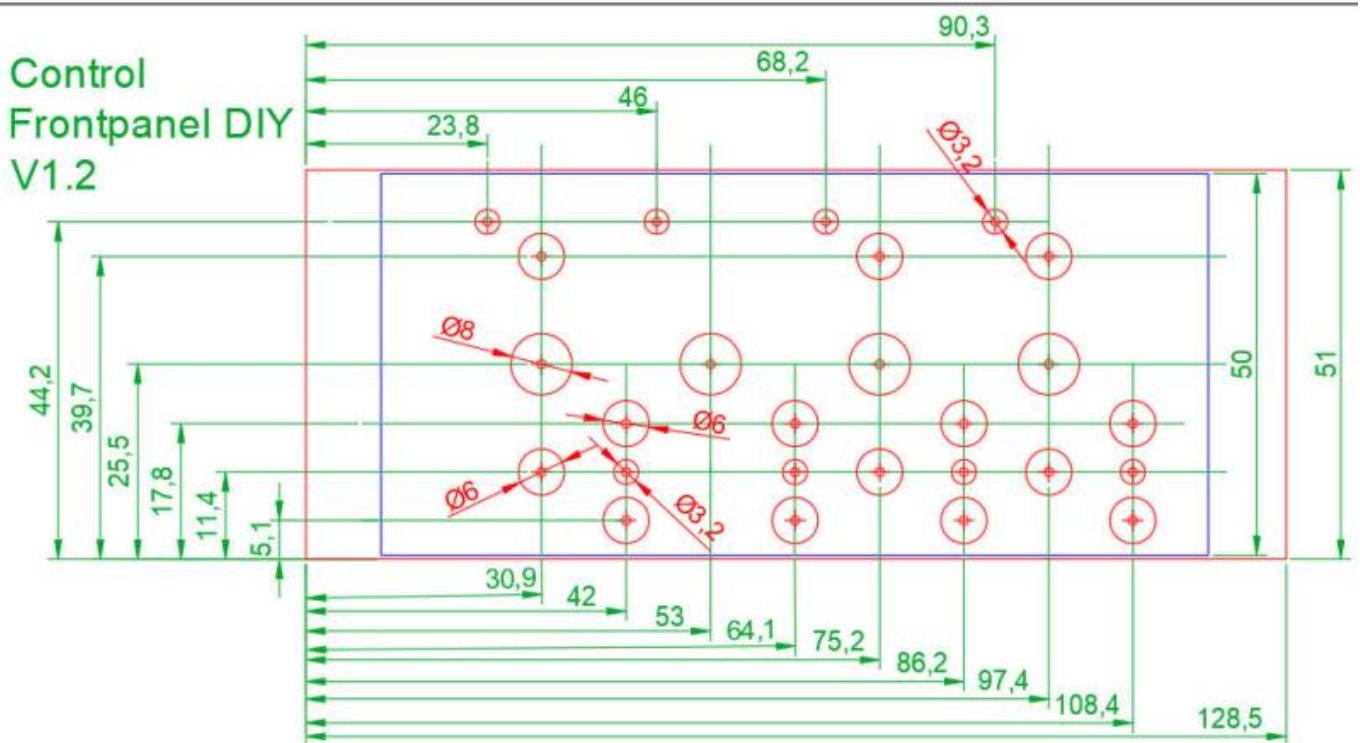 90,3
68,2
46
23,8
Control
Frontpanel DIY
V1.2
Ø3,2
Ø8
Ø6
Ø6
Ø3,2
44,2
39,7
25,5
17,8
11,4
5,1
50
51
30,9
42
53
64,1
75,2
86,2
97,4
108,4
128,5